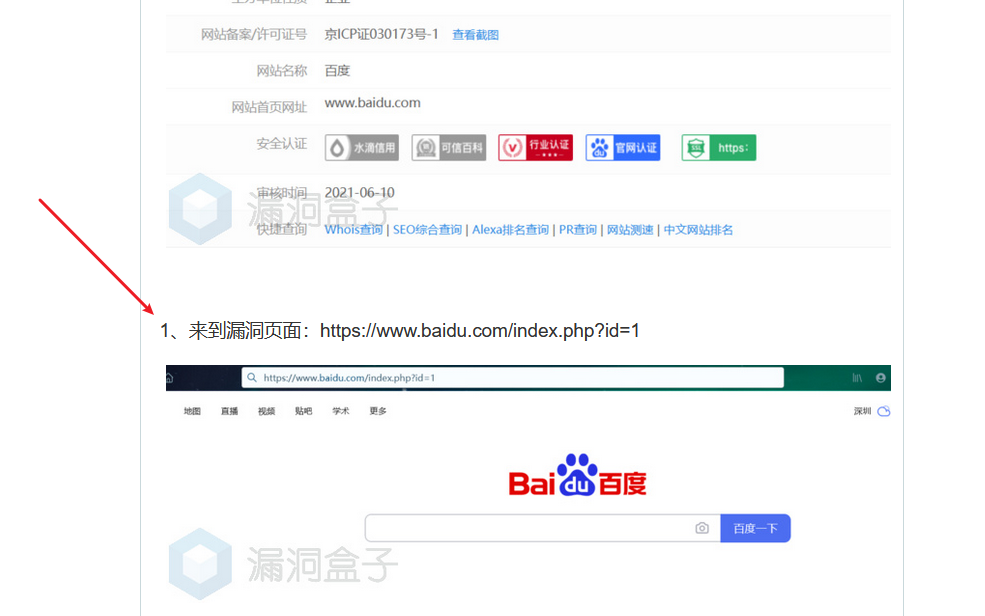 网站备案/许可证号 京ICP证030173号-1 查看截图
网站名称 百度
网站首页网址 www.baidu.com
安全认证 水滴信用 可信百科 行业认证 官网认证 https:
审核时间 2021-06-10
漏洞盒子
快捷查询 Whois查询 | SEO综合查询 | Alexa排名查询 | PR查询 | 网站测速 | 中文网站排名
1、来到漏洞页面：https://www.baidu.com/index.php?id=1
https://www.baidu.com/index.php?id=1
地图 直播 视频 贴吧 学术 更多 深圳
Bai du 百度
百度一下
漏洞盒子